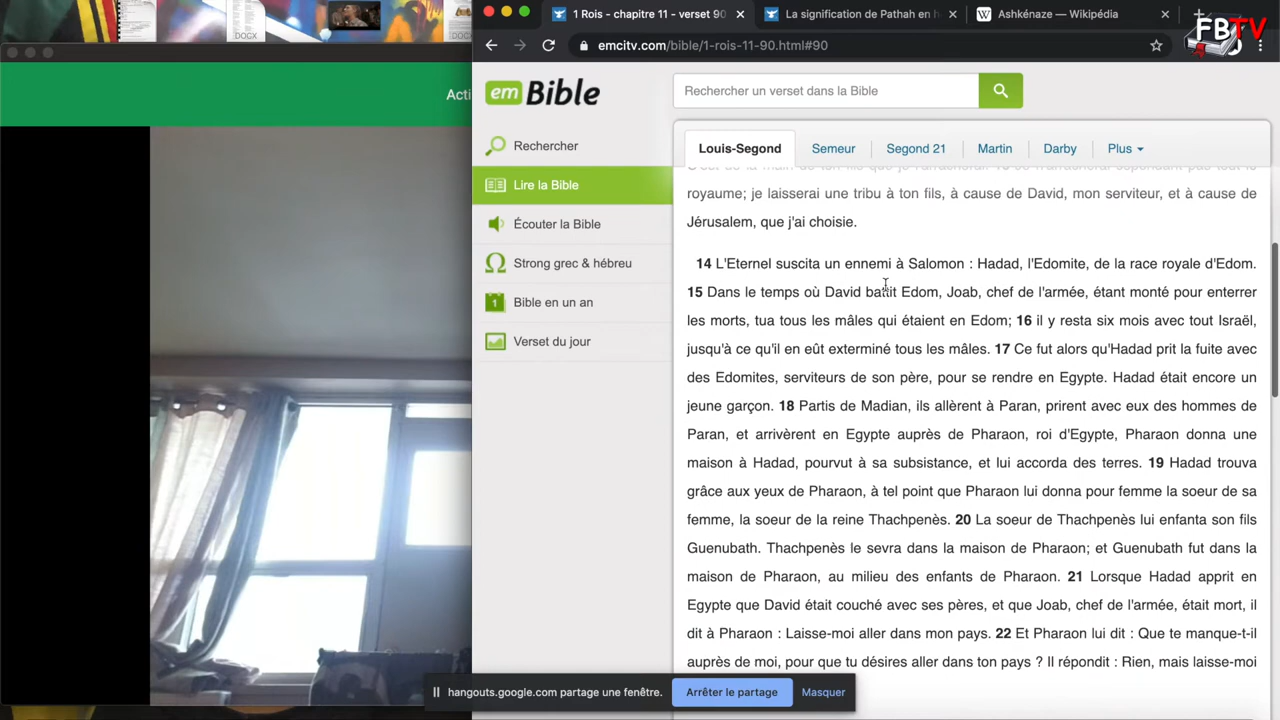 DOCX
DOCX
1 Rois - chapitre 11 - verset 90
La simarre de
Wiki
FBTV
emcitv.com/bible/1-rois-11-90.html#90
Acti
em Bible
Rechercher un verset dans la Bible
Rechercher
Lire la Bible
Écouter la Bible
Strong grec & hébreu
Bible en un an
Verset du jour
Louis-Segond
Semeur
Segond 21
Martin
Darby
Plus
royaume; je laisserai une tribu à ton fils, à cause de David, mon serviteur, et à cause de
Jérusalem, que j'ai choisie.
14 L'Eternel suscita un ennemi à Salomon : Hadad, l'Edomite, de la race royale d'Edom.
15 Dans le temps où David battit Edom, Joab, chef de l'armée, étant monté pour enterrer
les morts, tua tous les mâles qui étaient en Edom; 16 il y resta six mois avec tout Israël,
jusqu'à ce qu'il en eût exterminé tous les mâles. 17 Ce fut alors qu'Hadad prit la fuite avec
des Edomites, serviteurs de son père, pour se rendre en Egypte. Hadad était encore un
jeune garçon. 18 Partis de Madian, ils allèrent à Paran, prirent avec eux des hommes de
Paran, et arrivèrent en Egypte auprès de Pharaon, roi d'Egypte, Pharaon donna une
maison à Hadad, pourvut à sa subsistance, et lui accorda des terres. 19 Hadad trouva
grâce aux yeux de Pharaon, à tel point que Pharaon lui donna pour femme la soeur de sa
femme, la soeur de la reine Thachpenès. 20 La soeur de Thachpenès lui enfanta son fils
Guenubath. Thachpenès le sevra dans la maison de Pharaon; et Guenubath fut dans la
maison de Pharaon, au milieu des enfants de Pharaon. 21 Lorsque Hadad apprit en
Egypte que David était couché avec ses pères, et que Joab, chef de l'armée, était mort, il
dit à Pharaon : Laisse-moi aller dans mon pays. 22 Et Pharaon lui dit : Que te manque-t-il
auprès de moi, pour que tu désires aller dans ton pays ? Il répondit : Rien, mais laisse-moi
hangouts.google.com partage une fenêtre.
Arrêter le partage
Masquer